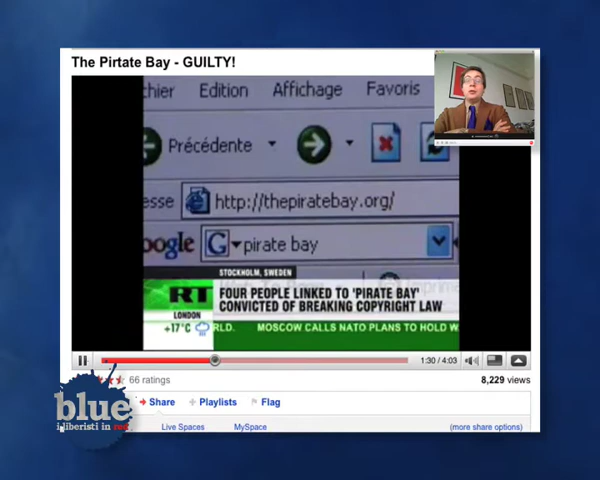 The Pirtate Bay - GUILTY!
chier Edition Affichage Favoris
Précédente
esse http://thepiratebay.org/
oogle G pirate bay
STOCKHOLM, SWEDEN
RT
FOUR PEOPLE LINKED TO 'PIRATE BAY'
CONVICTED OF BREAKING COPYRIGHT LAW
LONDON
+17°C RLD. MOSCOW CALLS NATO PLANS TO HOLD W
1:30 / 4:03
66 ratings 8,229 views
Share Playlists Flag
Live Spaces MySpace (more share options)
blue
i liberisti in red